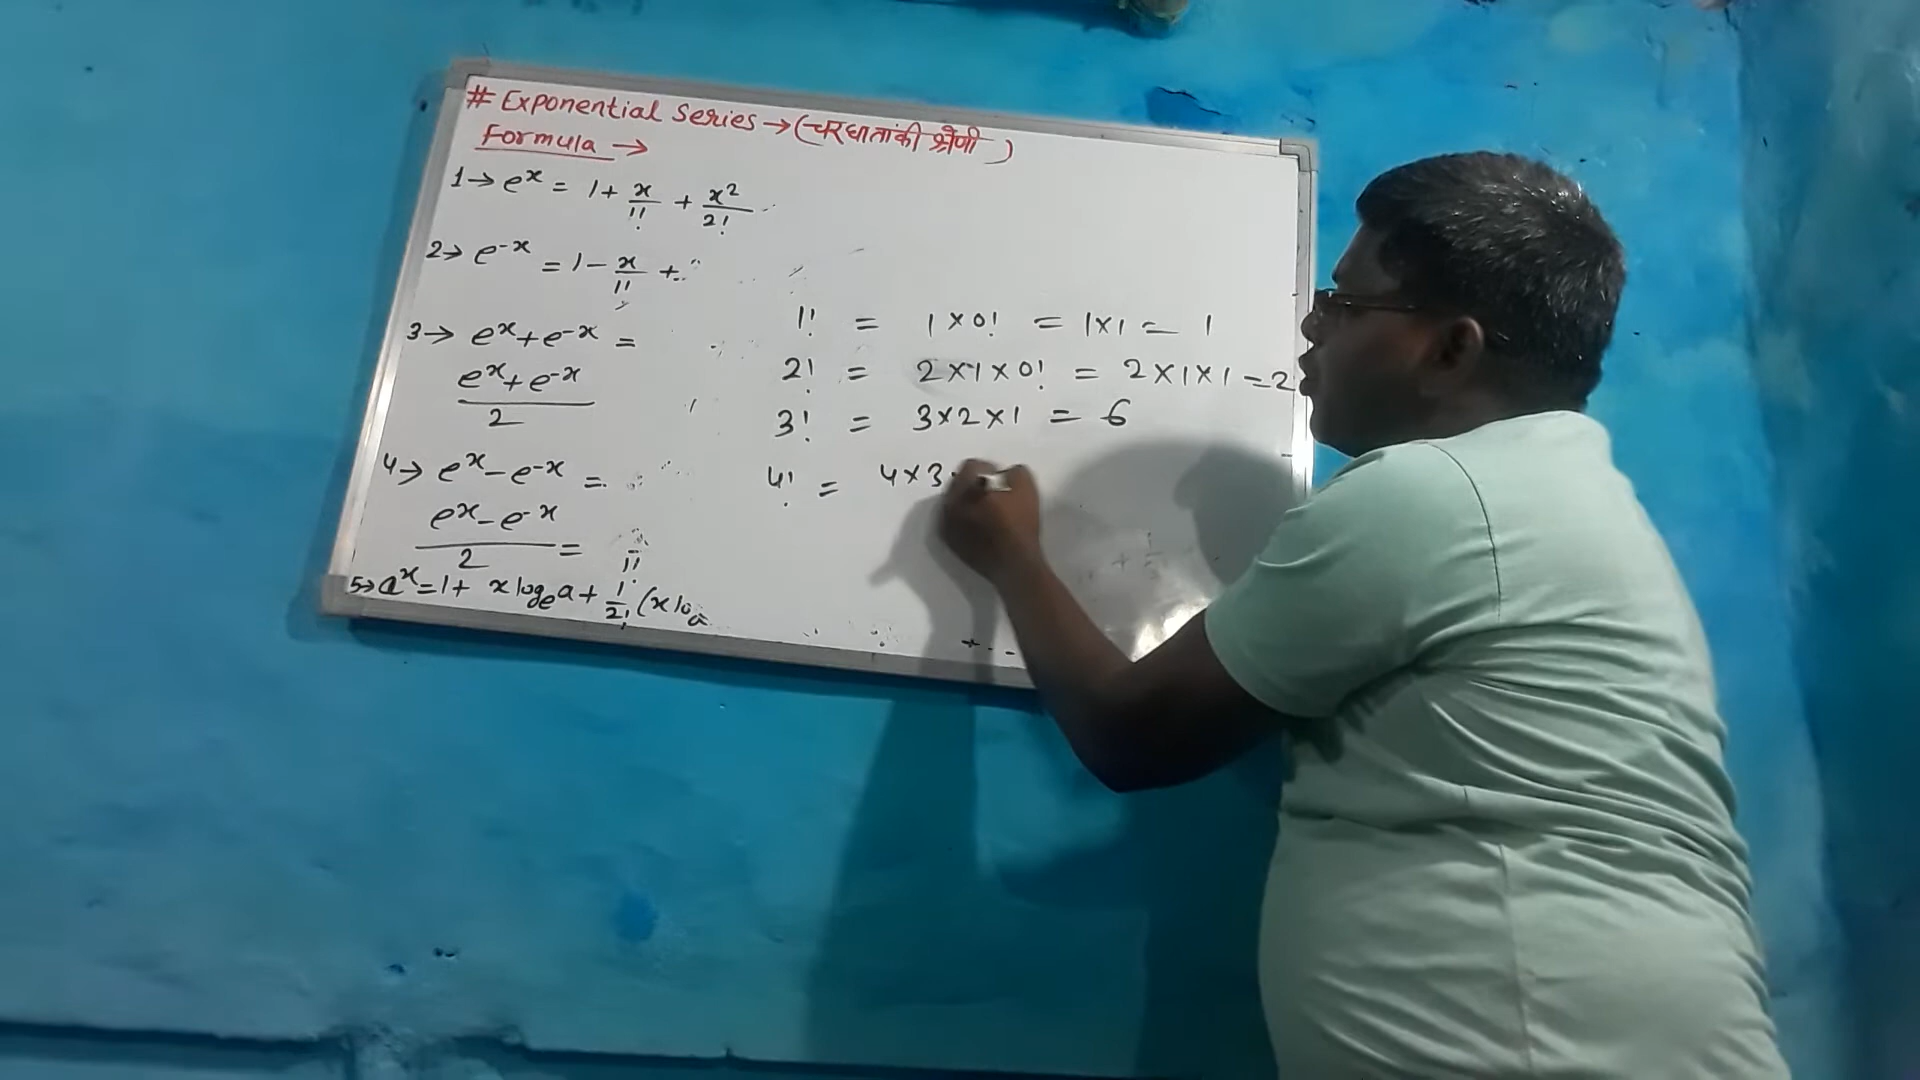 # Exponential Series → (चरघातांकी श्रेणी)
Formula →
1→ eˣ = 1 + x/1! + x²/2!
2→ e⁻ˣ = 1 - x/1! +
3→ eˣ + e⁻ˣ =
(eˣ + e⁻ˣ)/2
4→ eˣ - e⁻ˣ =
(eˣ - e⁻ˣ)/2 =
5→ aˣ = 1 + x logₑa + 1/2! (x lo
1! = 1 × 0! = 1 × 1 = 1
2! = 2 × 1 × 0! = 2 × 1 × 1 = 2
3! = 3 × 2 × 1 = 6
4! = 4 × 3